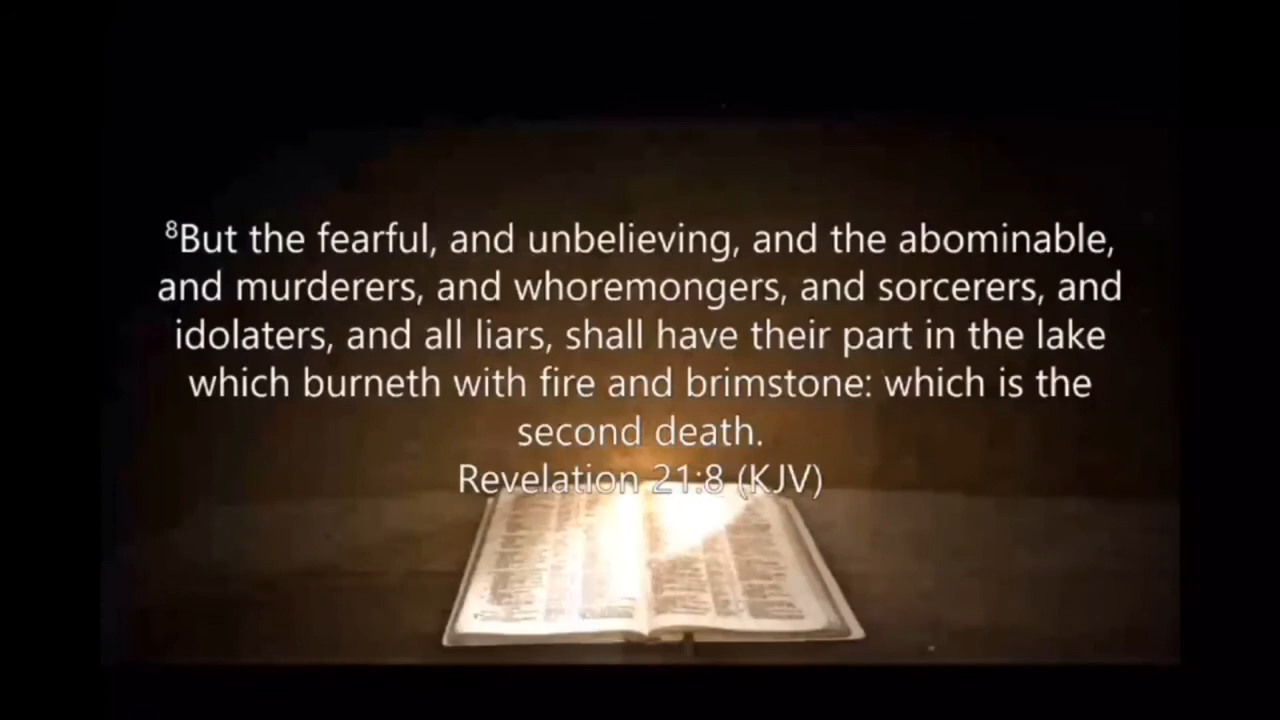 ⁸But the fearful, and unbelieving, and the abominable,
and murderers, and whoremongers, and sorcerers, and
idolaters, and all liars, shall have their part in the lake
which burneth with fire and brimstone: which is the
second death.
Revelation 21:8 (KJV)